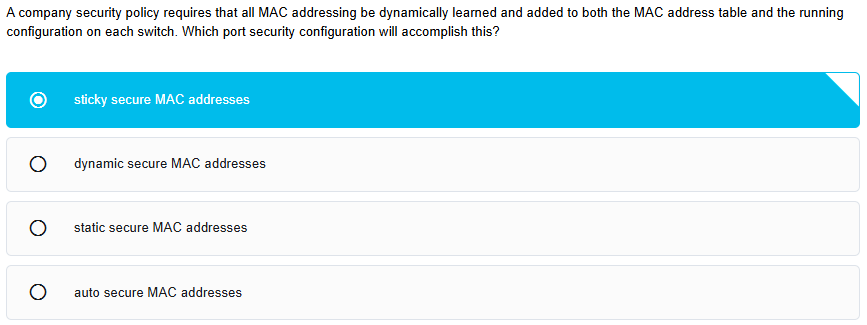 A company security policy requires that all MAC addressing be dynamically learned and added to both the MAC address table and the running
configuration on each switch. Which port security configuration will accomplish this?
sticky secure MAC addresses
dynamic secure MAC addresses
static secure MAC addresses
auto secure MAC addresses